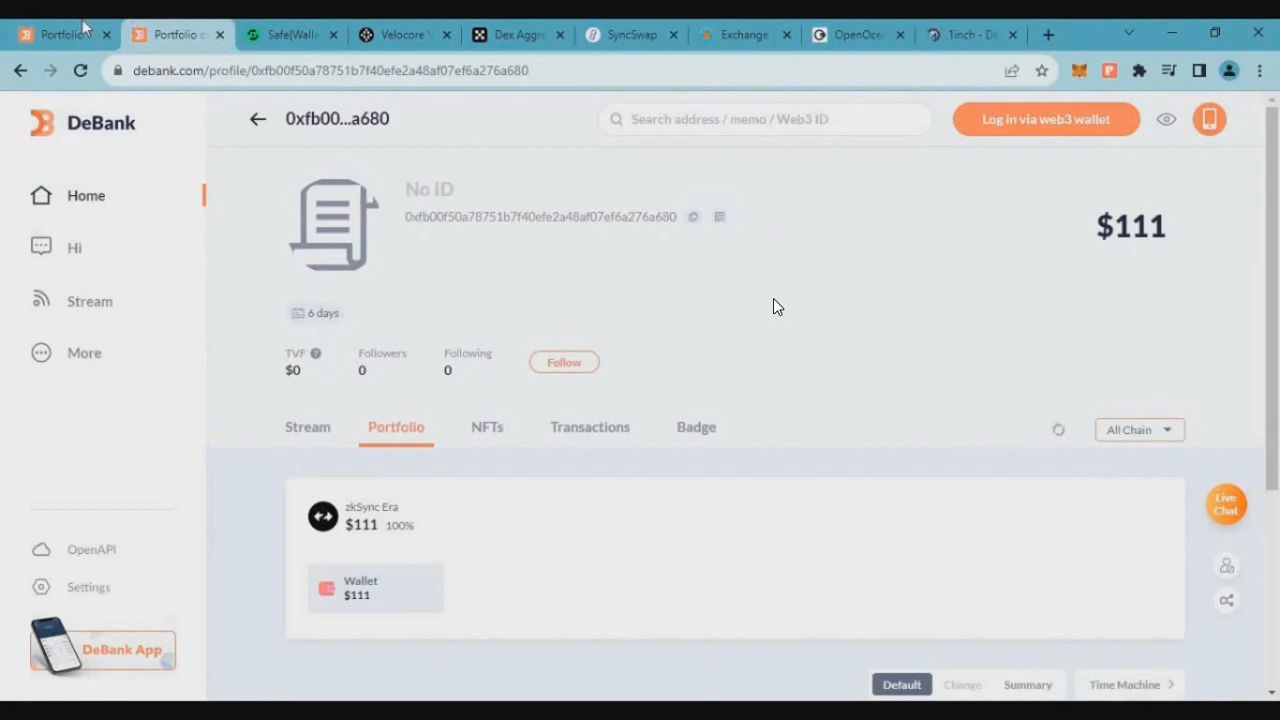 Portfolio
Portfolio o
Safe{Walle
Velocore
Dex Aggre
SyncSwap
Exchange
OpenOcea
1inch - De
debank.com/profile/0xfb00f50a78751b7f40efe2a48af07ef6a276a680
DeBank
0xfb00...a680
Search address / memo / Web3 ID
Log in via web3 wallet
Home
Hi
Stream
More
OpenAPI
Settings
DeBank App
No ID
0xfb00f50a78751b7f40efe2a48af07ef6a276a680
$111
6 days
TVF
$0
Followers
0
Following
0
Follow
Stream
Portfolio
NFTs
Transactions
Badge
All Chain
zkSync Era
$111 100%
Wallet
$111
Live
Chat
Default
Change
Summary
Time Machine